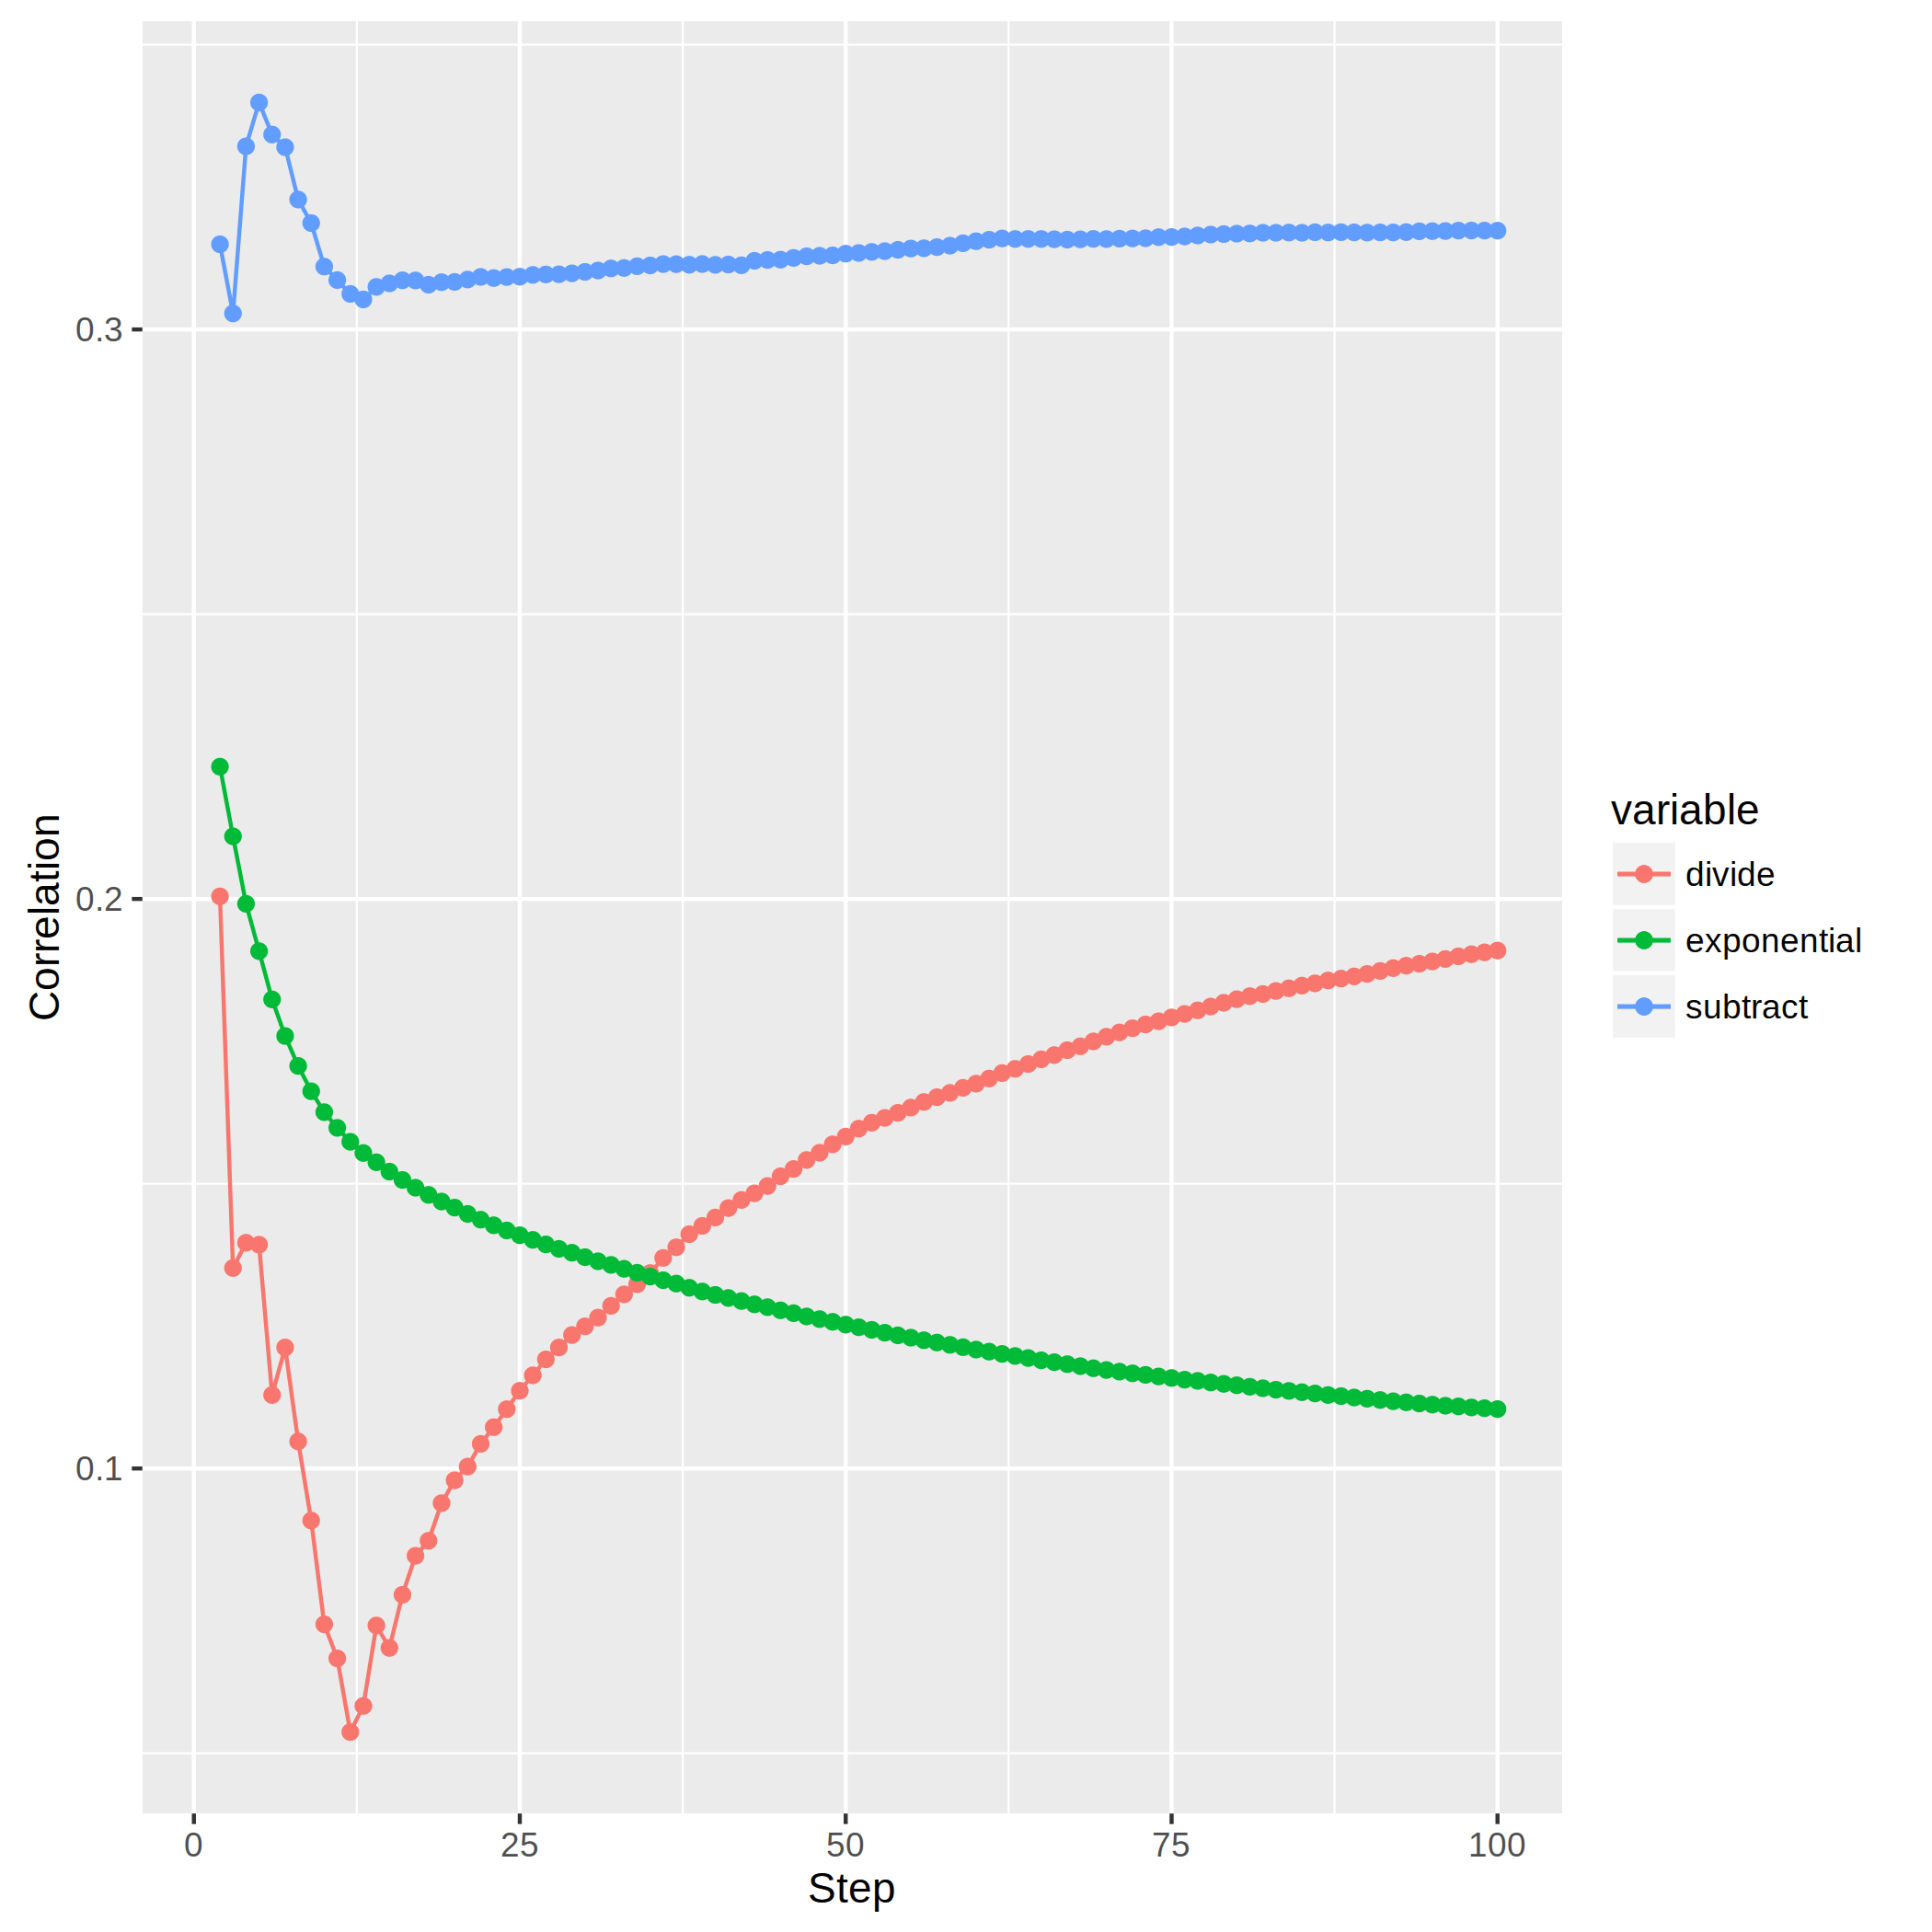 Correlation
0.3
0.2
0.1
0
25
50
75
100
Step
variable
divide
exponential
subtract